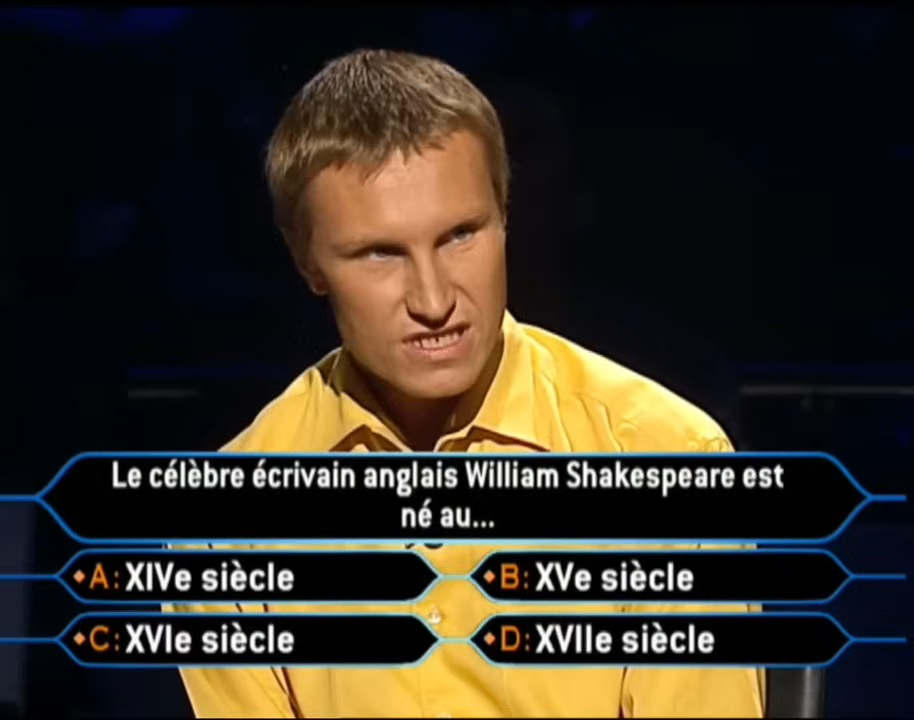 Le célèbre écrivain anglais William Shakespeare est
né au...
A: XIVe siècle
B: XVe siècle
C: XVIe siècle
D: XVIIe siècle